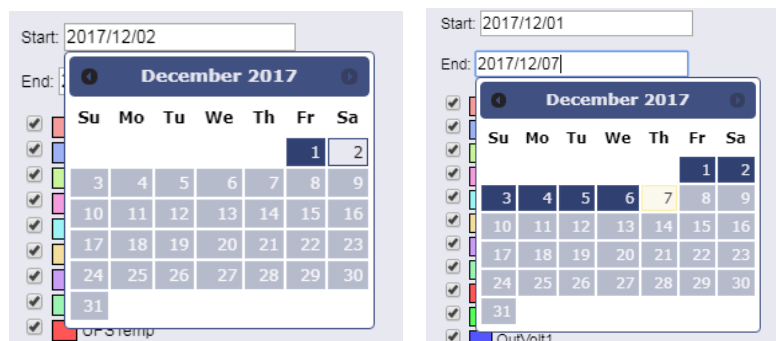 Start: 2017/12/02
End:
December 2017
Su Mo Tu We Th Fr Sa
1 2
3 4 5 6 7 8 9
10 11 12 13 14 15 16
17 18 19 20 21 22 23
24 25 26 27 28 29 30
31
Start: 2017/12/01
End: 2017/12/07
December 2017
Su Mo Tu We Th Fr Sa
1 2
3 4 5 6 7 8 9
10 11 12 13 14 15 16
17 18 19 20 21 22 23
24 25 26 27 28 29 30
31
OutVolt1